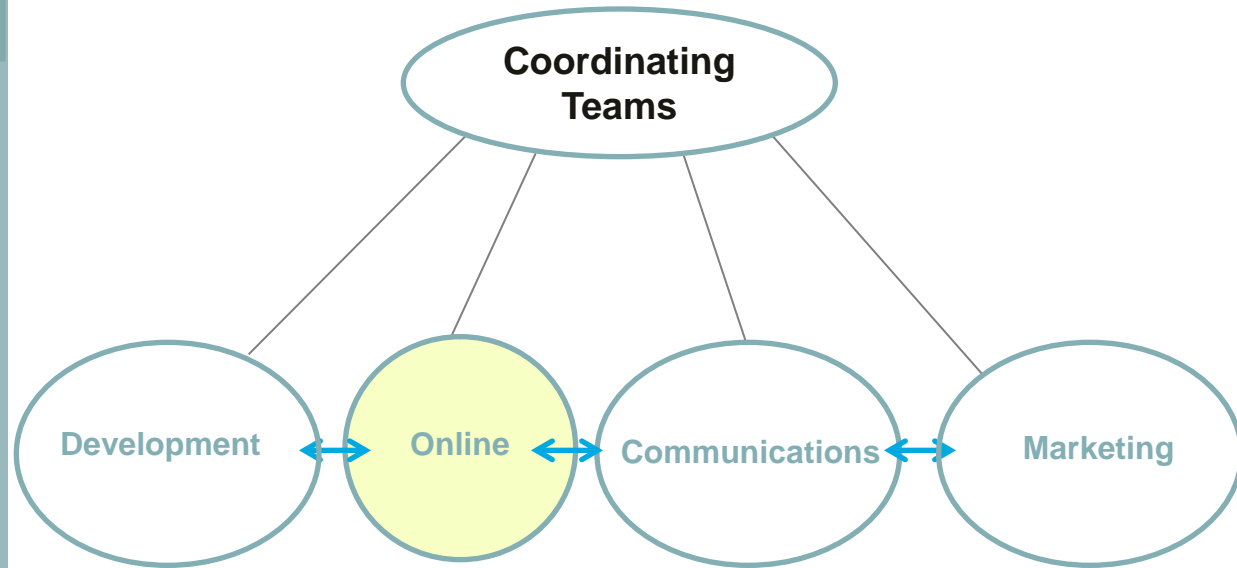 Coordinating
Teams
Development
Online
Communications
Marketing